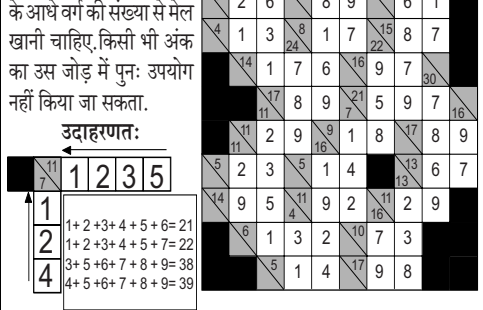 के आधे वर्ग की संख्या से मेल
खानी चाहिए.किसी भी अंक
का उस जोड़ में पुनः उपयोग
नहीं किया जा सकता.
उदाहरणतः
11 7 1 2 3 5
1
2
4
1+ 2 +3+ 4 + 5 + 6= 21
1+ 2 +3+ 4 + 5 + 7= 22
3+ 5 +6+ 7 + 8 + 9= 38
4+ 5 +6+ 7 + 8 + 9= 39
2 6 8 9 6 1
4 1 3 8 24 1 7 15 22 8 7
14 1 7 6 16 9 7 30
17 11 8 9 21 7 5 9 7 16
11 11 2 9 9 16 1 8 17 8 9
5 2 3 5 1 4 13 13 6 7
14 9 5 11 4 9 2 11 16 2 9
6 1 3 2 10 7 3
5 1 4 17 9 8